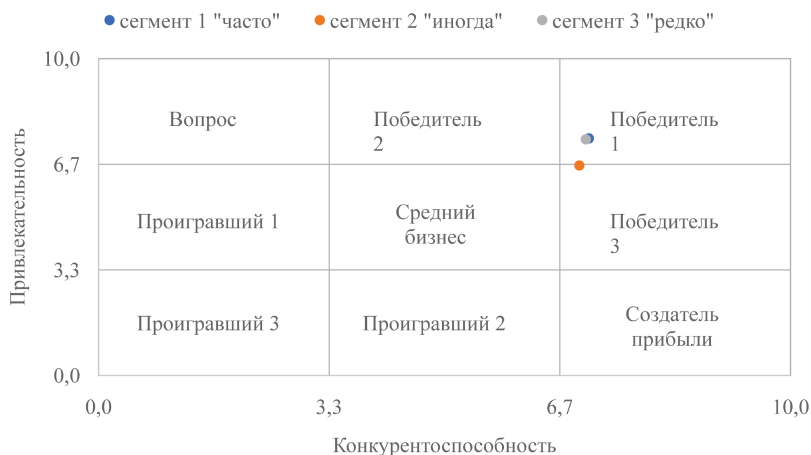 сегмент 1 "часто" сегмент 2 "иногда" сегмент 3 "редко"
10,0
Вопрос
Победитель
2
Победитель
1
6,7
Проигравший 1
Средний
бизнес
Победитель
3
3,3
Проигравший 3
Проигравший 2
Создатель
прибыли
0,0
0,0 3,3 6,7 10,0
Привлекательность
Конкурентоспособность